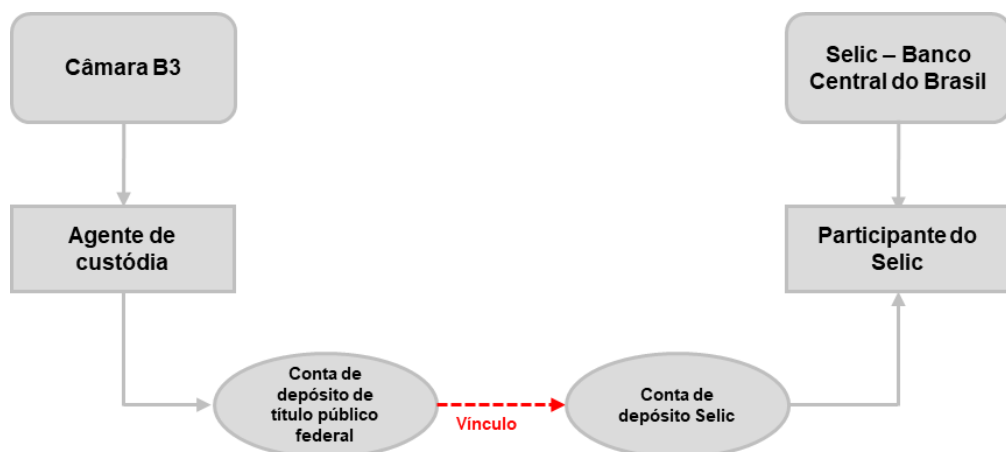 Câmara B3
Selic – Banco
Central do Brasil
Agente de
custódia
Participante do
Selic
Conta de
depósito de
título público
federal
Vínculo
Conta de
depósito Selic